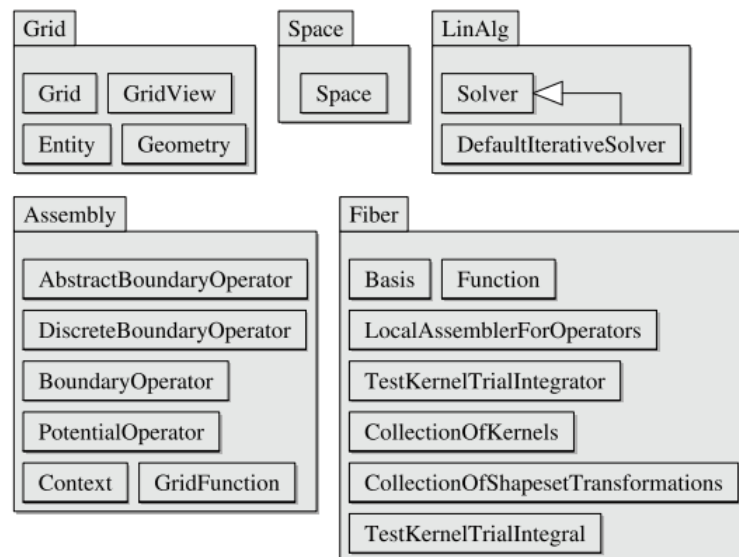 Grid
Grid GridView
Entity Geometry
Space
Space
LinAlg
Solver
DefaultIterativeSolver
Assembly
AbstractBoundaryOperator
DiscreteBoundaryOperator
BoundaryOperator
PotentialOperator
Context GridFunction
Fiber
Basis Function
LocalAssemblerForOperators
TestKernelTrialIntegrator
CollectionOfKernels
CollectionOfShapesetTransformations
TestKernelTrialIntegral